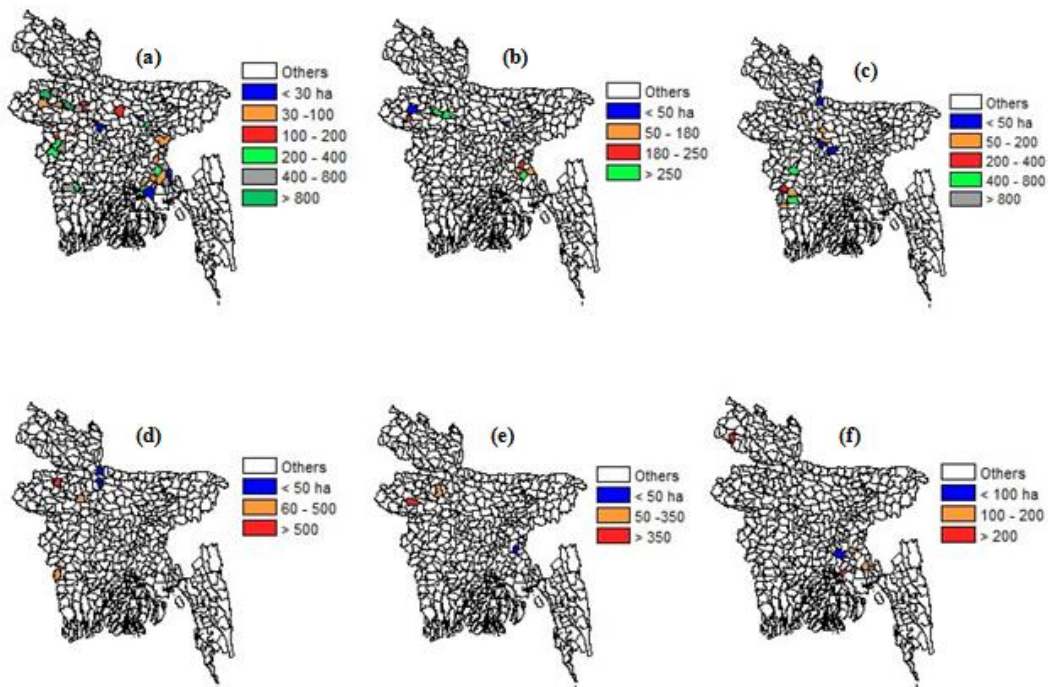 (a)
Others
< 30 ha
30 -100
100 - 200
200 - 400
400 - 800
> 800
(b)
Others
< 50 ha
50 - 180
180 - 250
> 250
(c)
Others
< 50 ha
50 - 200
200 - 400
400 - 800
> 800
(d)
Others
< 50 ha
60 - 500
> 500
(e)
Others
< 50 ha
50 -350
> 350
(f)
Others
< 100 ha
100 - 200
> 200